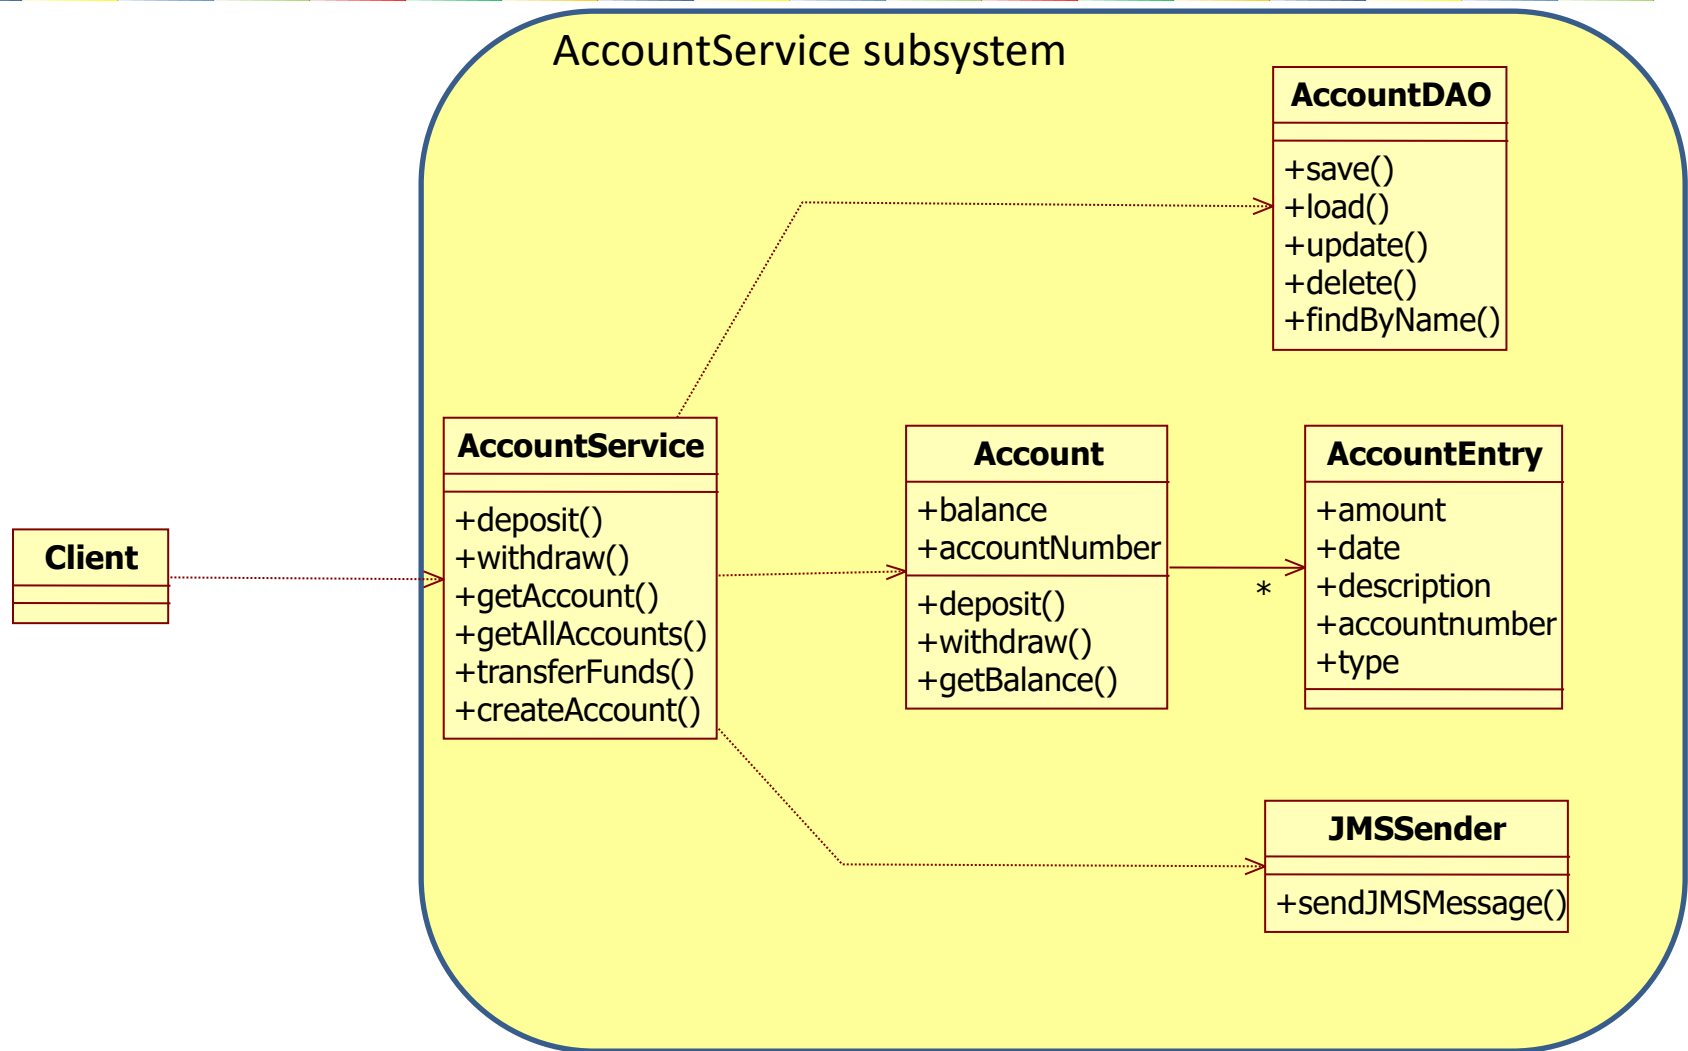 AccountService subsystem
AccountDAO
+save()
+load()
+update()
+delete()
+findByName()
AccountService
+deposit()
+withdraw()
+getAccount()
+getAllAccounts()
+transferFunds()
+createAccount()
Account
+balance
+accountNumber
+deposit()
+withdraw()
+getBalance()
*
AccountEntry
+amount
+date
+description
+accountnumber
+type
Client
JMSSender
+sendJMSMessage()